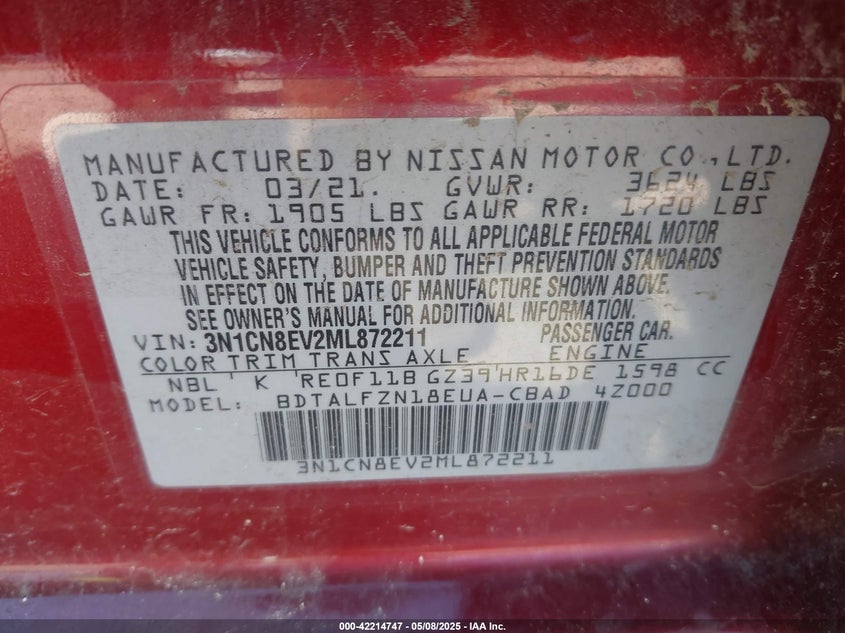 MANUFACTURED BY NISSAN MOTOR CO.,LTD.
DATE: 03/21. GVWR: 3624 LBS
GAWR FR: 1905 LBS GAWR RR: 1720 LBS
THIS VEHICLE CONFORMS TO ALL APPLICABLE FEDERAL MOTOR
VEHICLE SAFETY, BUMPER AND THEFT PREVENTION STANDARDS
IN EFFECT ON THE DATE OF MANUFACTURE SHOWN ABOVE.
SEE OWNER'S MANUAL FOR ADDITIONAL INFORMATION.
VIN: 3N1CN8EV2ML872211 PASSENGER CAR.
COLOR TRIM TRANS AXLE ENGINE
NBL K RE0F11B GZ39 HR16DE 1598 CC
MODEL: BDTALFZN18EUA-CBAD 4Z000
3N1CN8EV2ML872211
000-42214747 — 05/08/2025 — IAA Inc.